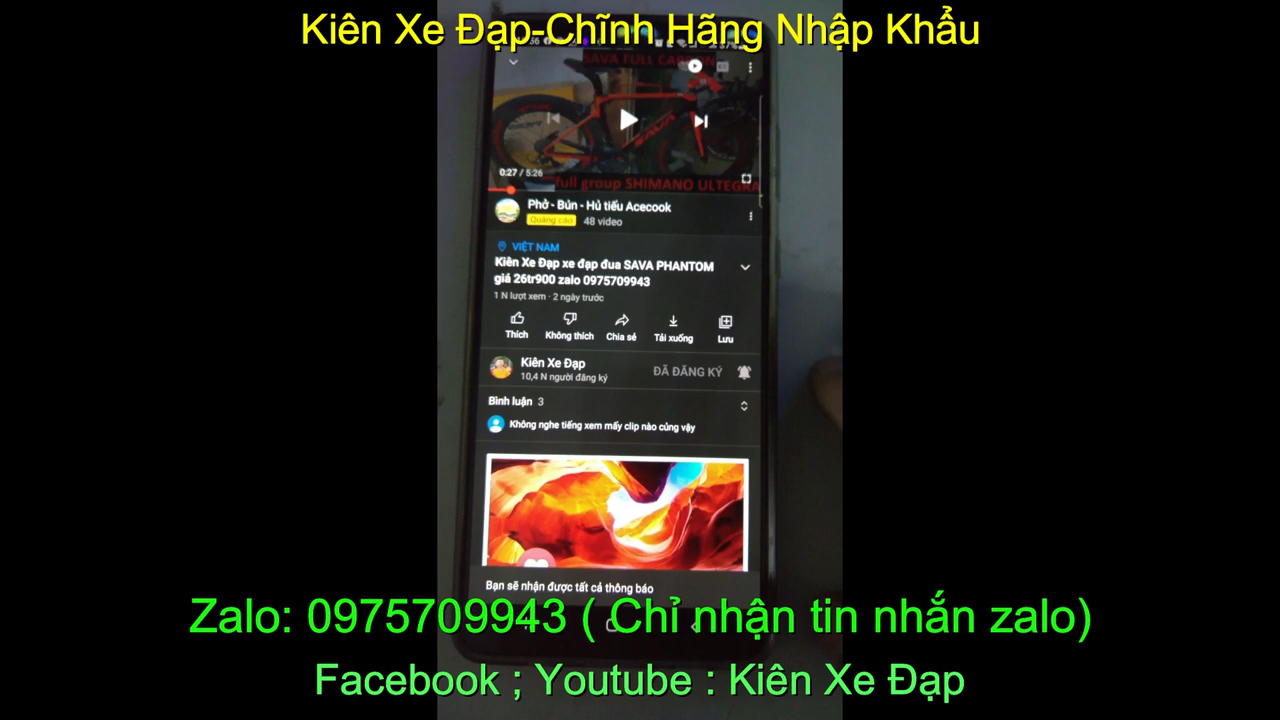 Kiên Xe Đạp-Chĩnh Hãng Nhập Khẩu
SAVA FULL CARBON
SAVA
0:27 / 5:26
full group SHIMANO ULTEGRA
Phở - Bún - Hủ tiếu Acecook
Quảng cáo 48 video
VIỆT NAM
Kiên Xe Đạp xe đạp đua SAVA PHANTOM
giá 26tr900 zalo 0975709943
1 N lượt xem · 2 ngày trước
Thích Không thích Chia sẻ Tải xuống Lưu
Kiên Xe Đạp
10,4 N người đăng ký
ĐÃ ĐĂNG KÝ
Bình luận 3
Không nghe tiếng xem mấy clip nào củng vậy
Bạn sẽ nhận được tất cả thông báo
Zalo: 0975709943 ( Chỉ nhận tin nhắn zalo)
Facebook ; Youtube : Kiên Xe Đạp